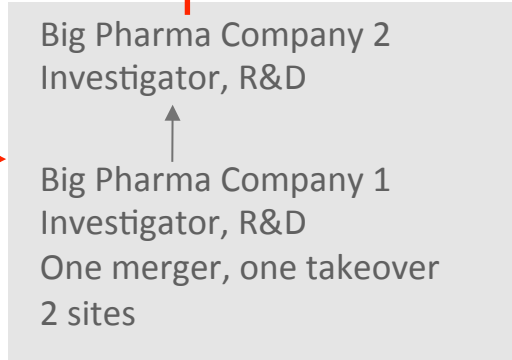 Big Pharma Company 2
Investigator, R&D
Big Pharma Company 1
Investigator, R&D
One merger, one takeover
2 sites